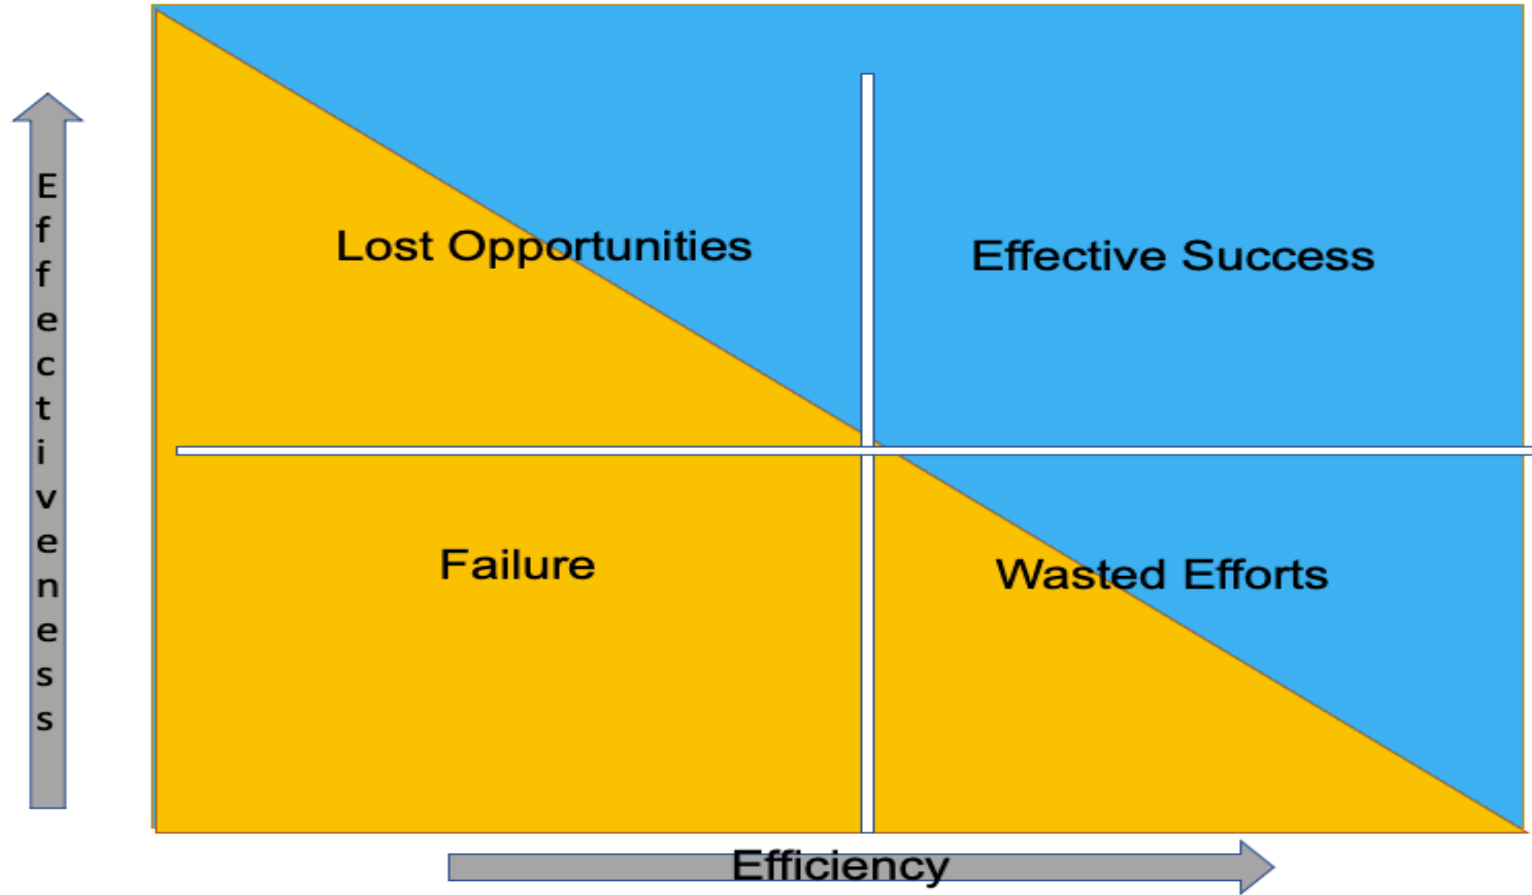 Effectiveness
Lost Opportunities
Effective Success
Failure
Wasted Efforts
Efficiency